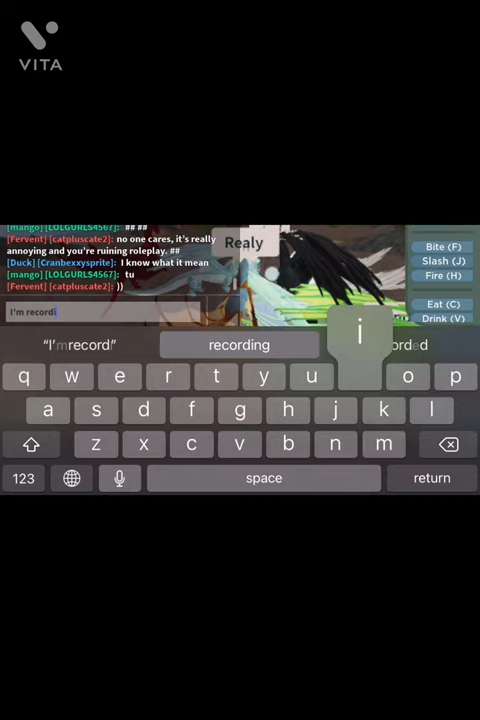 VITA
[mango] [LOLGURLS4567]: ## ##
[Fervent] [catpluscate2]: no one cares, it's really
annoying and you're ruining roleplay. ##
[Duck] [Cranbexxysprite]: I know what it mean
[mango] [LOLGURLS4567]: tu
[Fervent] [catpluscate2]: ))
Realy
Bite (F)
Slash (J)
Fire (H)
Eat (C)
Drink (V)
I'm recordi
"I'm record" recording
i
q w e r t y u o p
a s d f g h j k l
z x c v b n m
123 space return